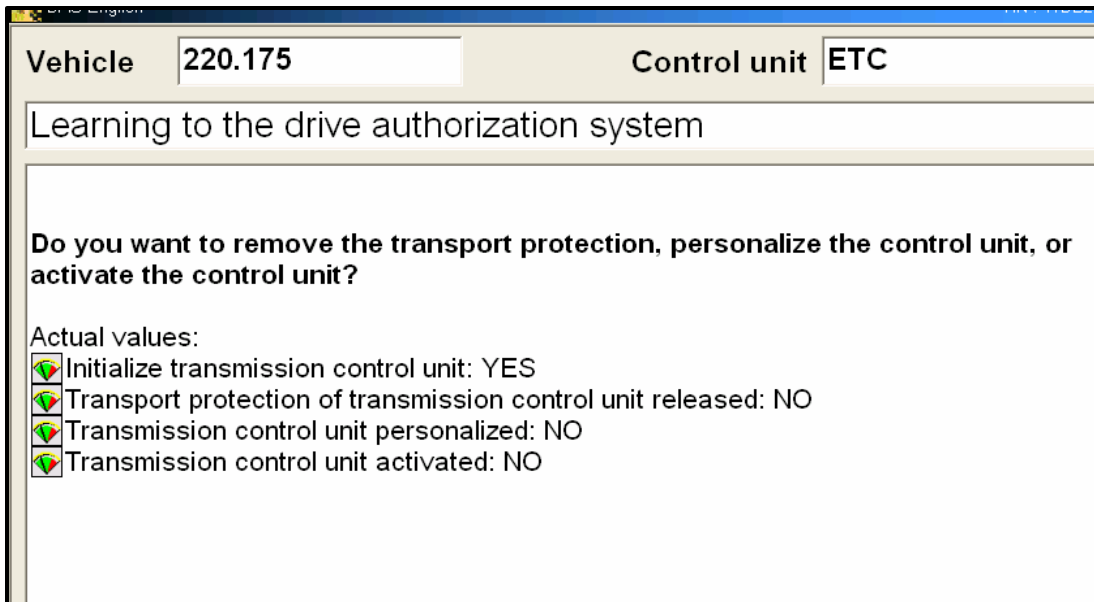 Vehicle 220.175 Control unit ETC
Learning to the drive authorization system
Do you want to remove the transport protection, personalize the control unit, or
activate the control unit?
Actual values:
Initialize transmission control unit: YES
Transport protection of transmission control unit released: NO
Transmission control unit personalized: NO
Transmission control unit activated: NO